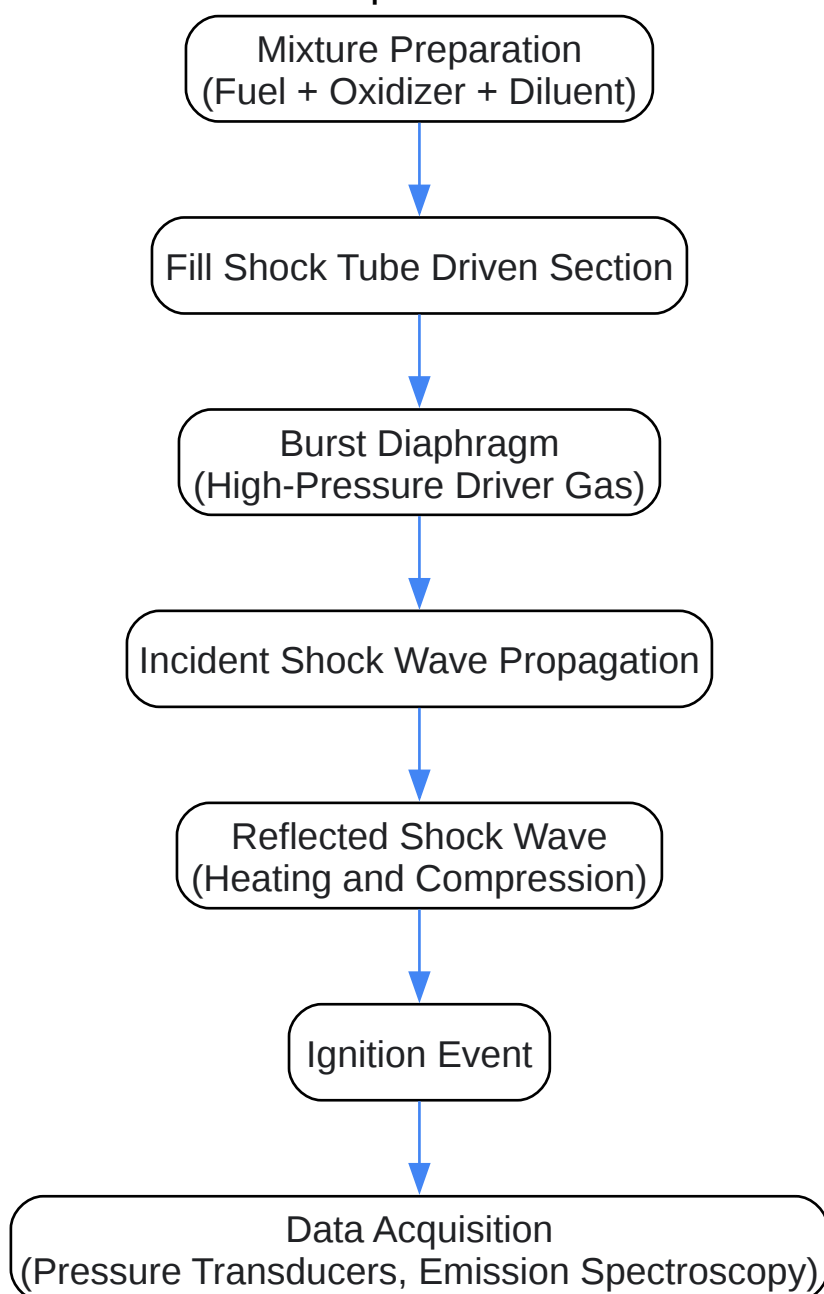 Mixture Preparation
(Fuel + Oxidizer + Diluent)
Fill Shock Tube Driven Section
Burst Diaphragm
(High-Pressure Driver Gas)
Incident Shock Wave Propagation
Reflected Shock Wave
(Heating and Compression)
Ignition Event
Data Acquisition
(Pressure Transducers, Emission Spectroscopy)